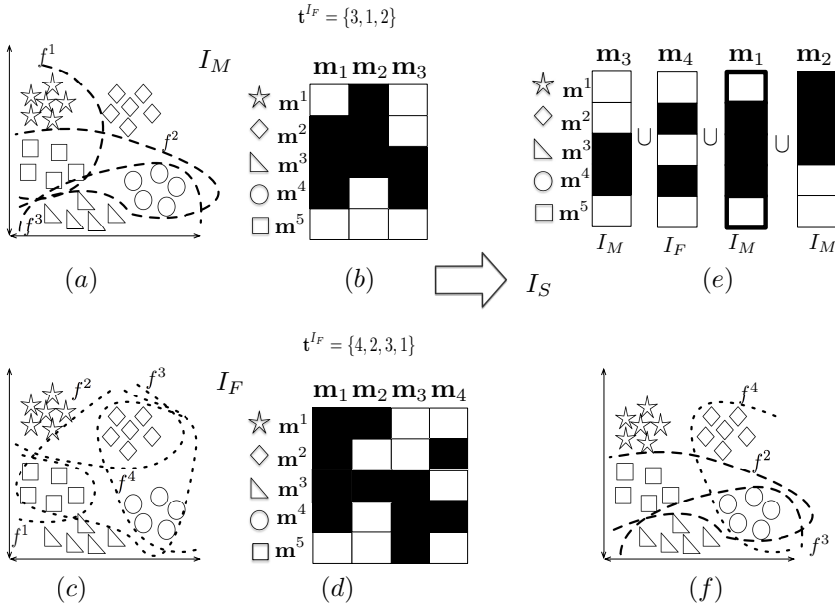 t^{I_F} = {3, 1, 2}
f^1
I_M
m_1 m_2 m_3
m^1
m^2
m^3
m^4
m^5
f^2
f^3
(a)
(b)
m_3 m_4 m_1 m_2
m^1
m^2
m^3
m^4
m^5
∪ ∪ ∪
I_M I_F I_M I_M
I_S
(e)
t^{I_F} = {4, 2, 3, 1}
f^2
f^3
I_F
m_1 m_2 m_3 m_4
m^1
m^2
m^3
m^4
m^5
f^4
f^1
(c)
(d)
f^4
f^2
f^3
(f)